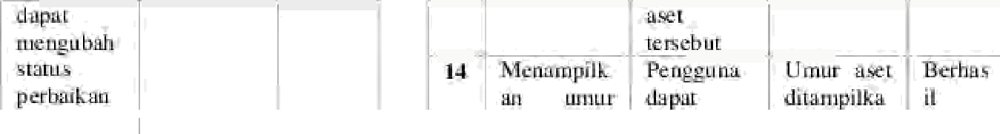 dapat
mengubah
status
perbaikan
aset
tersebut
14 Menampilk Pengguna Umur aset Berhas
an umur dapat ditampilka il